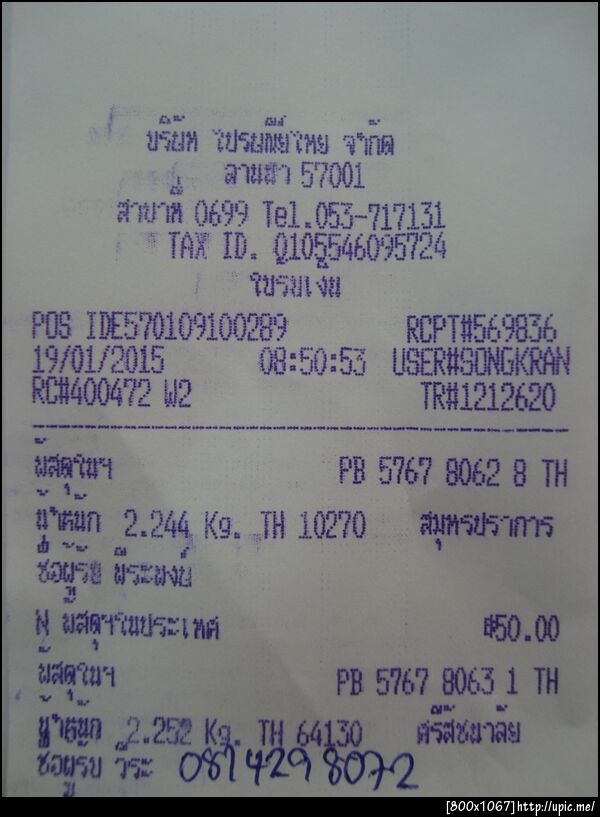 บริษัท ไปรษณีย์ไทย จำกัด
ลานนา 57001
สาขาที่ 0699 Tel.053-717131
TAX ID. 0105546095724
ใบรับเงิน
POS IDE570109100289 RCPT#569836
19/01/2015 08:50:53 USER#SONGKRAN
RC#400472 W2 TR#1212620
พัสดุในฯ PB 5767 8062 8 TH
น้ำหนัก 2.244 Kg. TH 10270 สมุทรปราการ
ชื่อผู้รับ พีระพงษ์
N พัสดุฯในประเทศ ฿50.00
พัสดุในฯ PB 5767 8063 1 TH
น้ำหนัก 2.252 Kg. TH 64130 ศรีสัชนาลัย
ชื่อผู้รับ วีระ 0874298072
[800x1067]http://upic.me/